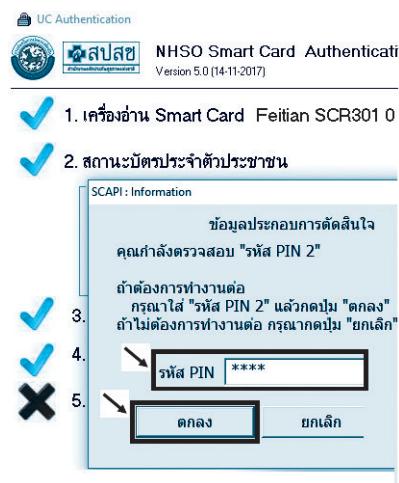 UC Authentication
สปสช
NHSO Smart Card Authenticati
Version 5.0 (14-11-2017)
1. เครื่องอ่าน Smart Card Feitian SCR301 0
2. สถานะบัตรประจำตัวประชาชน
SCAPI : Information
ข้อมูลประกอบการตัดสินใจ
คุณกำลังตรวจสอบ "รหัส PIN 2"
ถ้าต้องการทำงานต่อ
กรุณาใส่ "รหัส PIN 2" แล้วกดปุ่ม "ตกลง"
ถ้าไม่ต้องการทำงานต่อ กรุณากดปุ่ม "ยกเลิก"
3.
4.
รหัส PIN ****
5.
ตกลง ยกเลิก